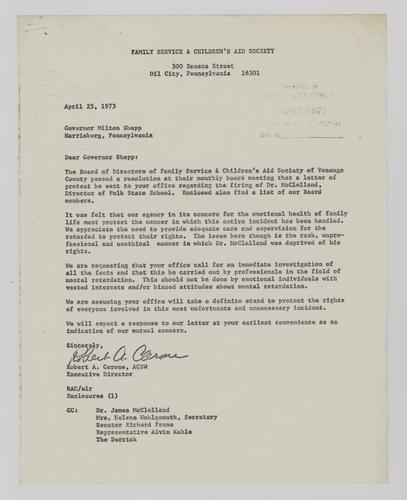 FAMILY SERVICE & CHILDREN'S AID SOCIETY
300 Seneca Street
Oil City, Pennsylvania 16301
April 25, 1973
Governor Milton Shapp
Harrisburg, Pennsylvania
Dear Governor Shapp:
The Board of Directors of Family Service & Children's Aid Society of Venango
County passed a resolution at their monthly board meeting that a letter of
protest be sent to your office regarding the firing of Dr. McClelland,
Director of Polk State School. Enclosed also find a list of our Board
members.
It was felt that our agency in its concern for the emotional health of family
life must protest the manner in which this entire incident has been handled.
We appreciate the need to provide adequate care and supervision for the
retarded to protect their rights. The issue here though is the rash, unpro-
fessional and unethical manner in which Dr. McClelland was deprived of his
rights.
We are requesting that your office call for an immediate investigation of
all the facts and that this be carried out by professionals in the field of
mental retardation. This should not be done by emotional individuals with
vested interests and/or biased attitudes about mental retardation.
We are assuming your office will take a definite stand to protect the rights
of everyone involved in this most unfortunate and unnecessary incident.
We will expect a response to our letter at your earliest convenience as an
indication of our mutual concern.
Sincerely,
Robert A. Carone
Robert A. Carone, ACSW
Executive Director
RAC/mlr
Enclosures (1)
CC: Dr. James McClelland
Mrs. Helene Wohlgemuth, Secretary
Senator Richard Frame
Representative Alvin Kahle
The Derrick